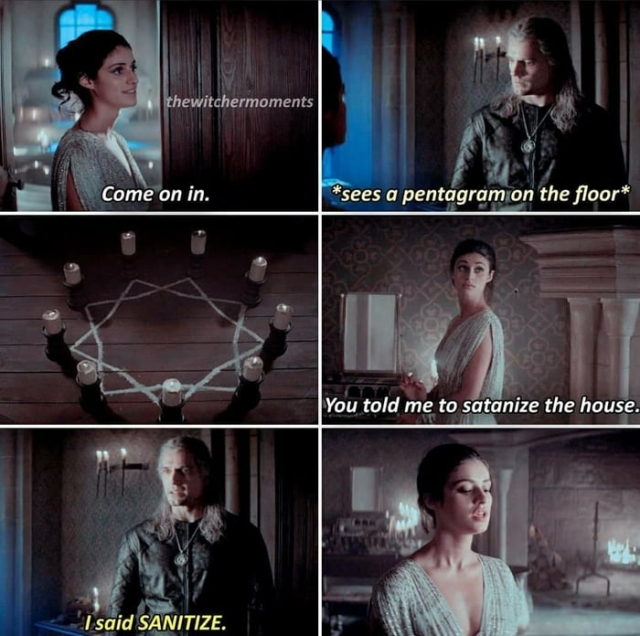 thewitchermoments
Come on in.
*sees a pentagram on the floor*
You told me to satanize the house.
I said SANITIZE.